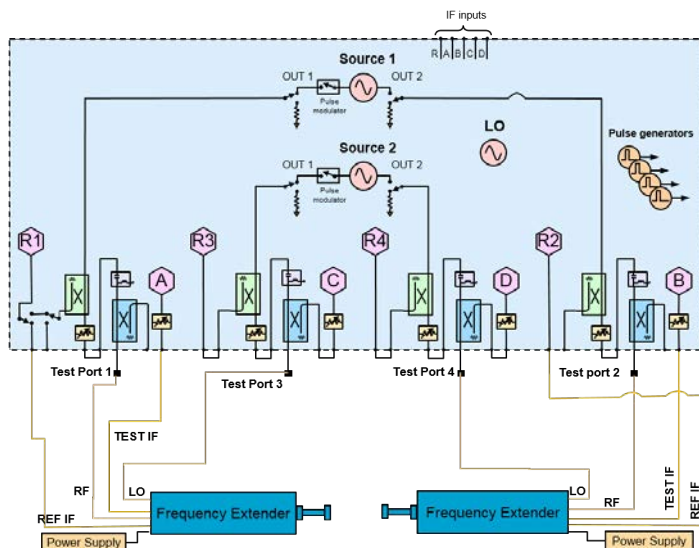 IF inputs
R A B C D
Source 1
OUT 1
OUT 2
Pulse
modulator
LO
Source 2
OUT 1
OUT 2
Pulse
modulator
Pulse generators
R1
A
R3
C
R4
D
R2
B
Test Port 1
Test Port 3
Test Port 4
Test port 2
TEST IF
RF
LO
REF IF
Frequency Extender
Power Supply
LO
RF
TEST IF
REF IF
Frequency Extender
Power Supply